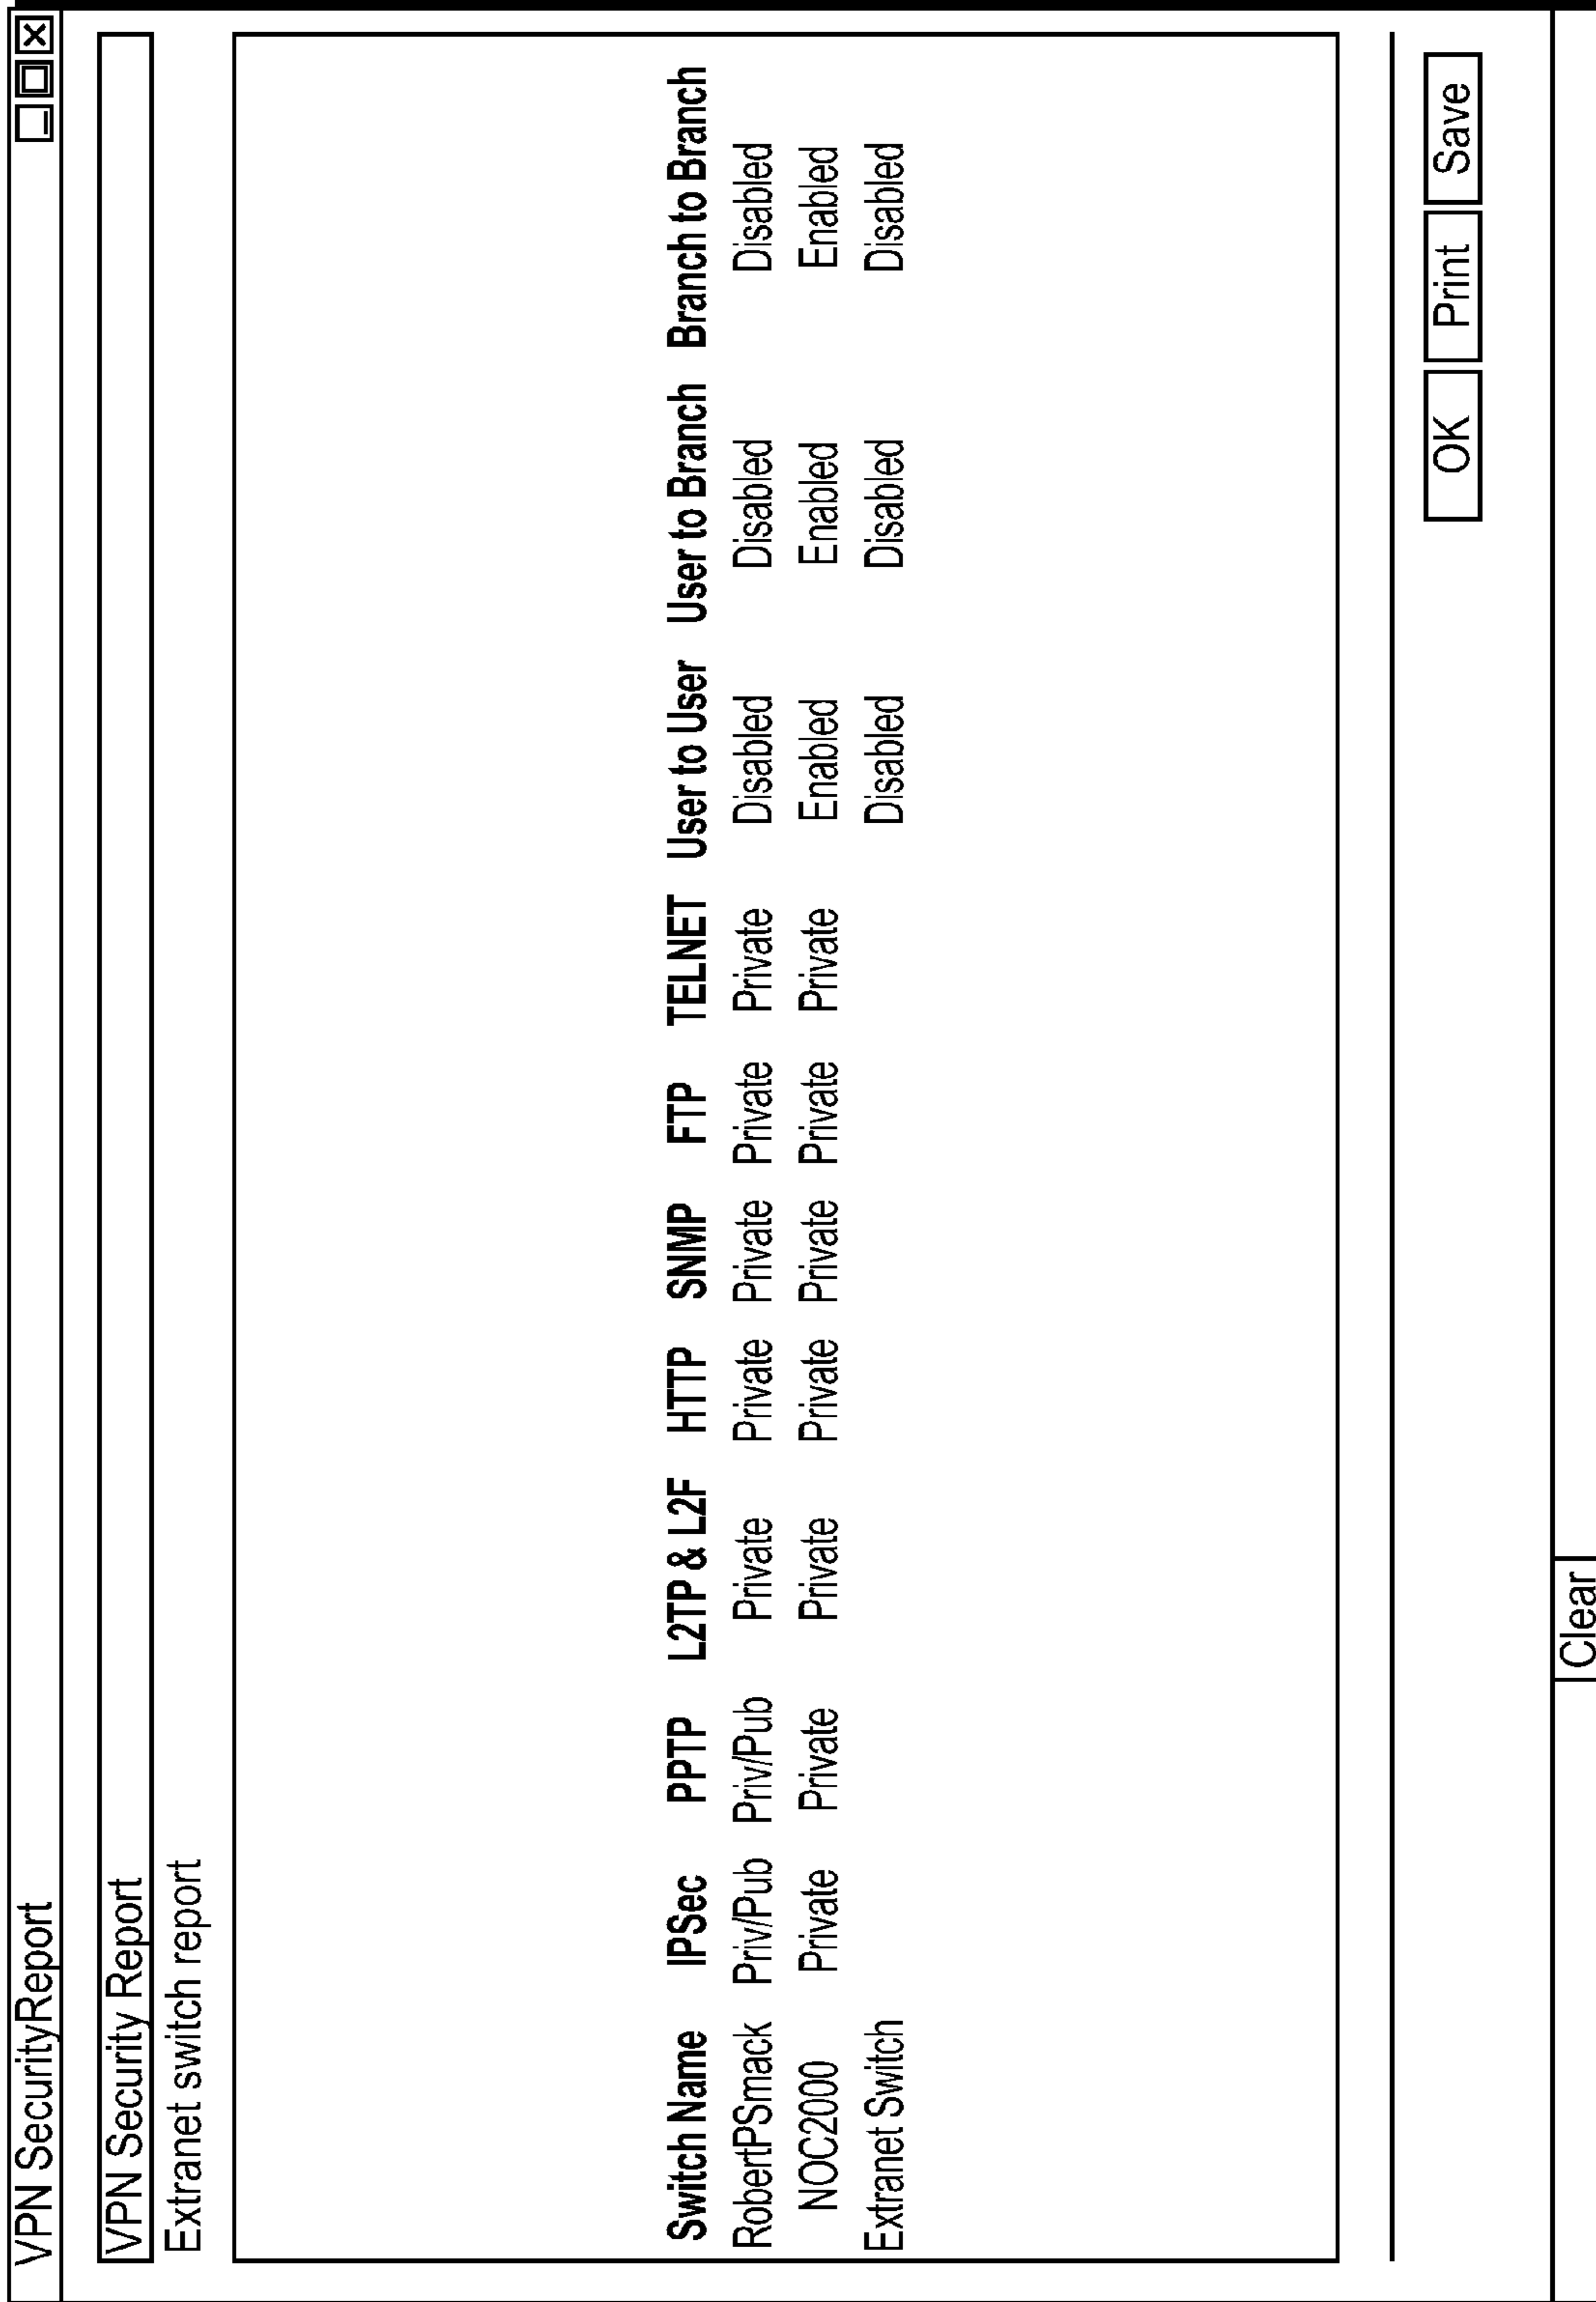 VPN SecurityReport
VPN Security Report
Extranet switch report
Switch Name IPSec PPTP L2TP & L2F HTTP SNMP FTP TELNET User to User User to Branch Branch to Branch
RobertPSmack Priv/Pub Priv/Pub Private Private Private Private Private Disabled Disabled Disabled
NOC2000 Private Private Private Private Private Private Private Enabled Enabled Enabled
Extranet Switch Disabled Disabled Disabled
OK Print Save
Clear